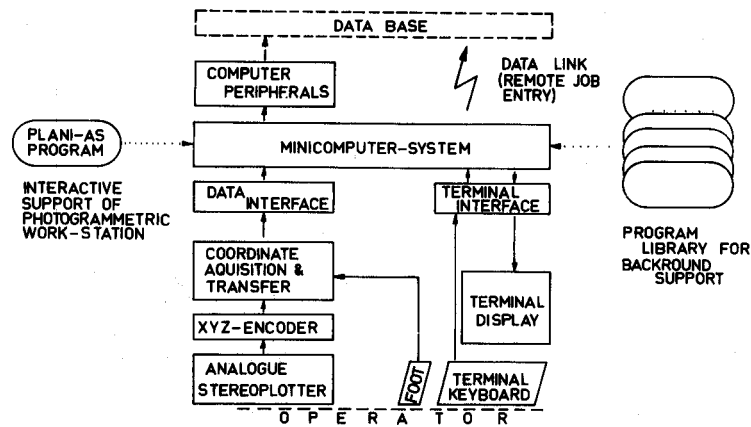 DATA BASE
COMPUTER
PERIPHERALS
DATA LINK
(REMOTE JOB
ENTRY)
PLANI-AS
PROGRAM
MINICOMPUTER-SYSTEM
INTERACTIVE
SUPPORT OF
PHOTOGRAMMETRIC
WORK-STATION
DATA
INTERFACE
TERMINAL
INTERFACE
PROGRAM
LIBRARY FOR
BACKROUND
SUPPORT
COORDINATE
AQUISITION &
TRANSFER
TERMINAL
DISPLAY
XYZ-ENCODER
ANALOGUE
STEREOPLOTTER
FOOT
TERMINAL
KEYBOARD
OPERATOR